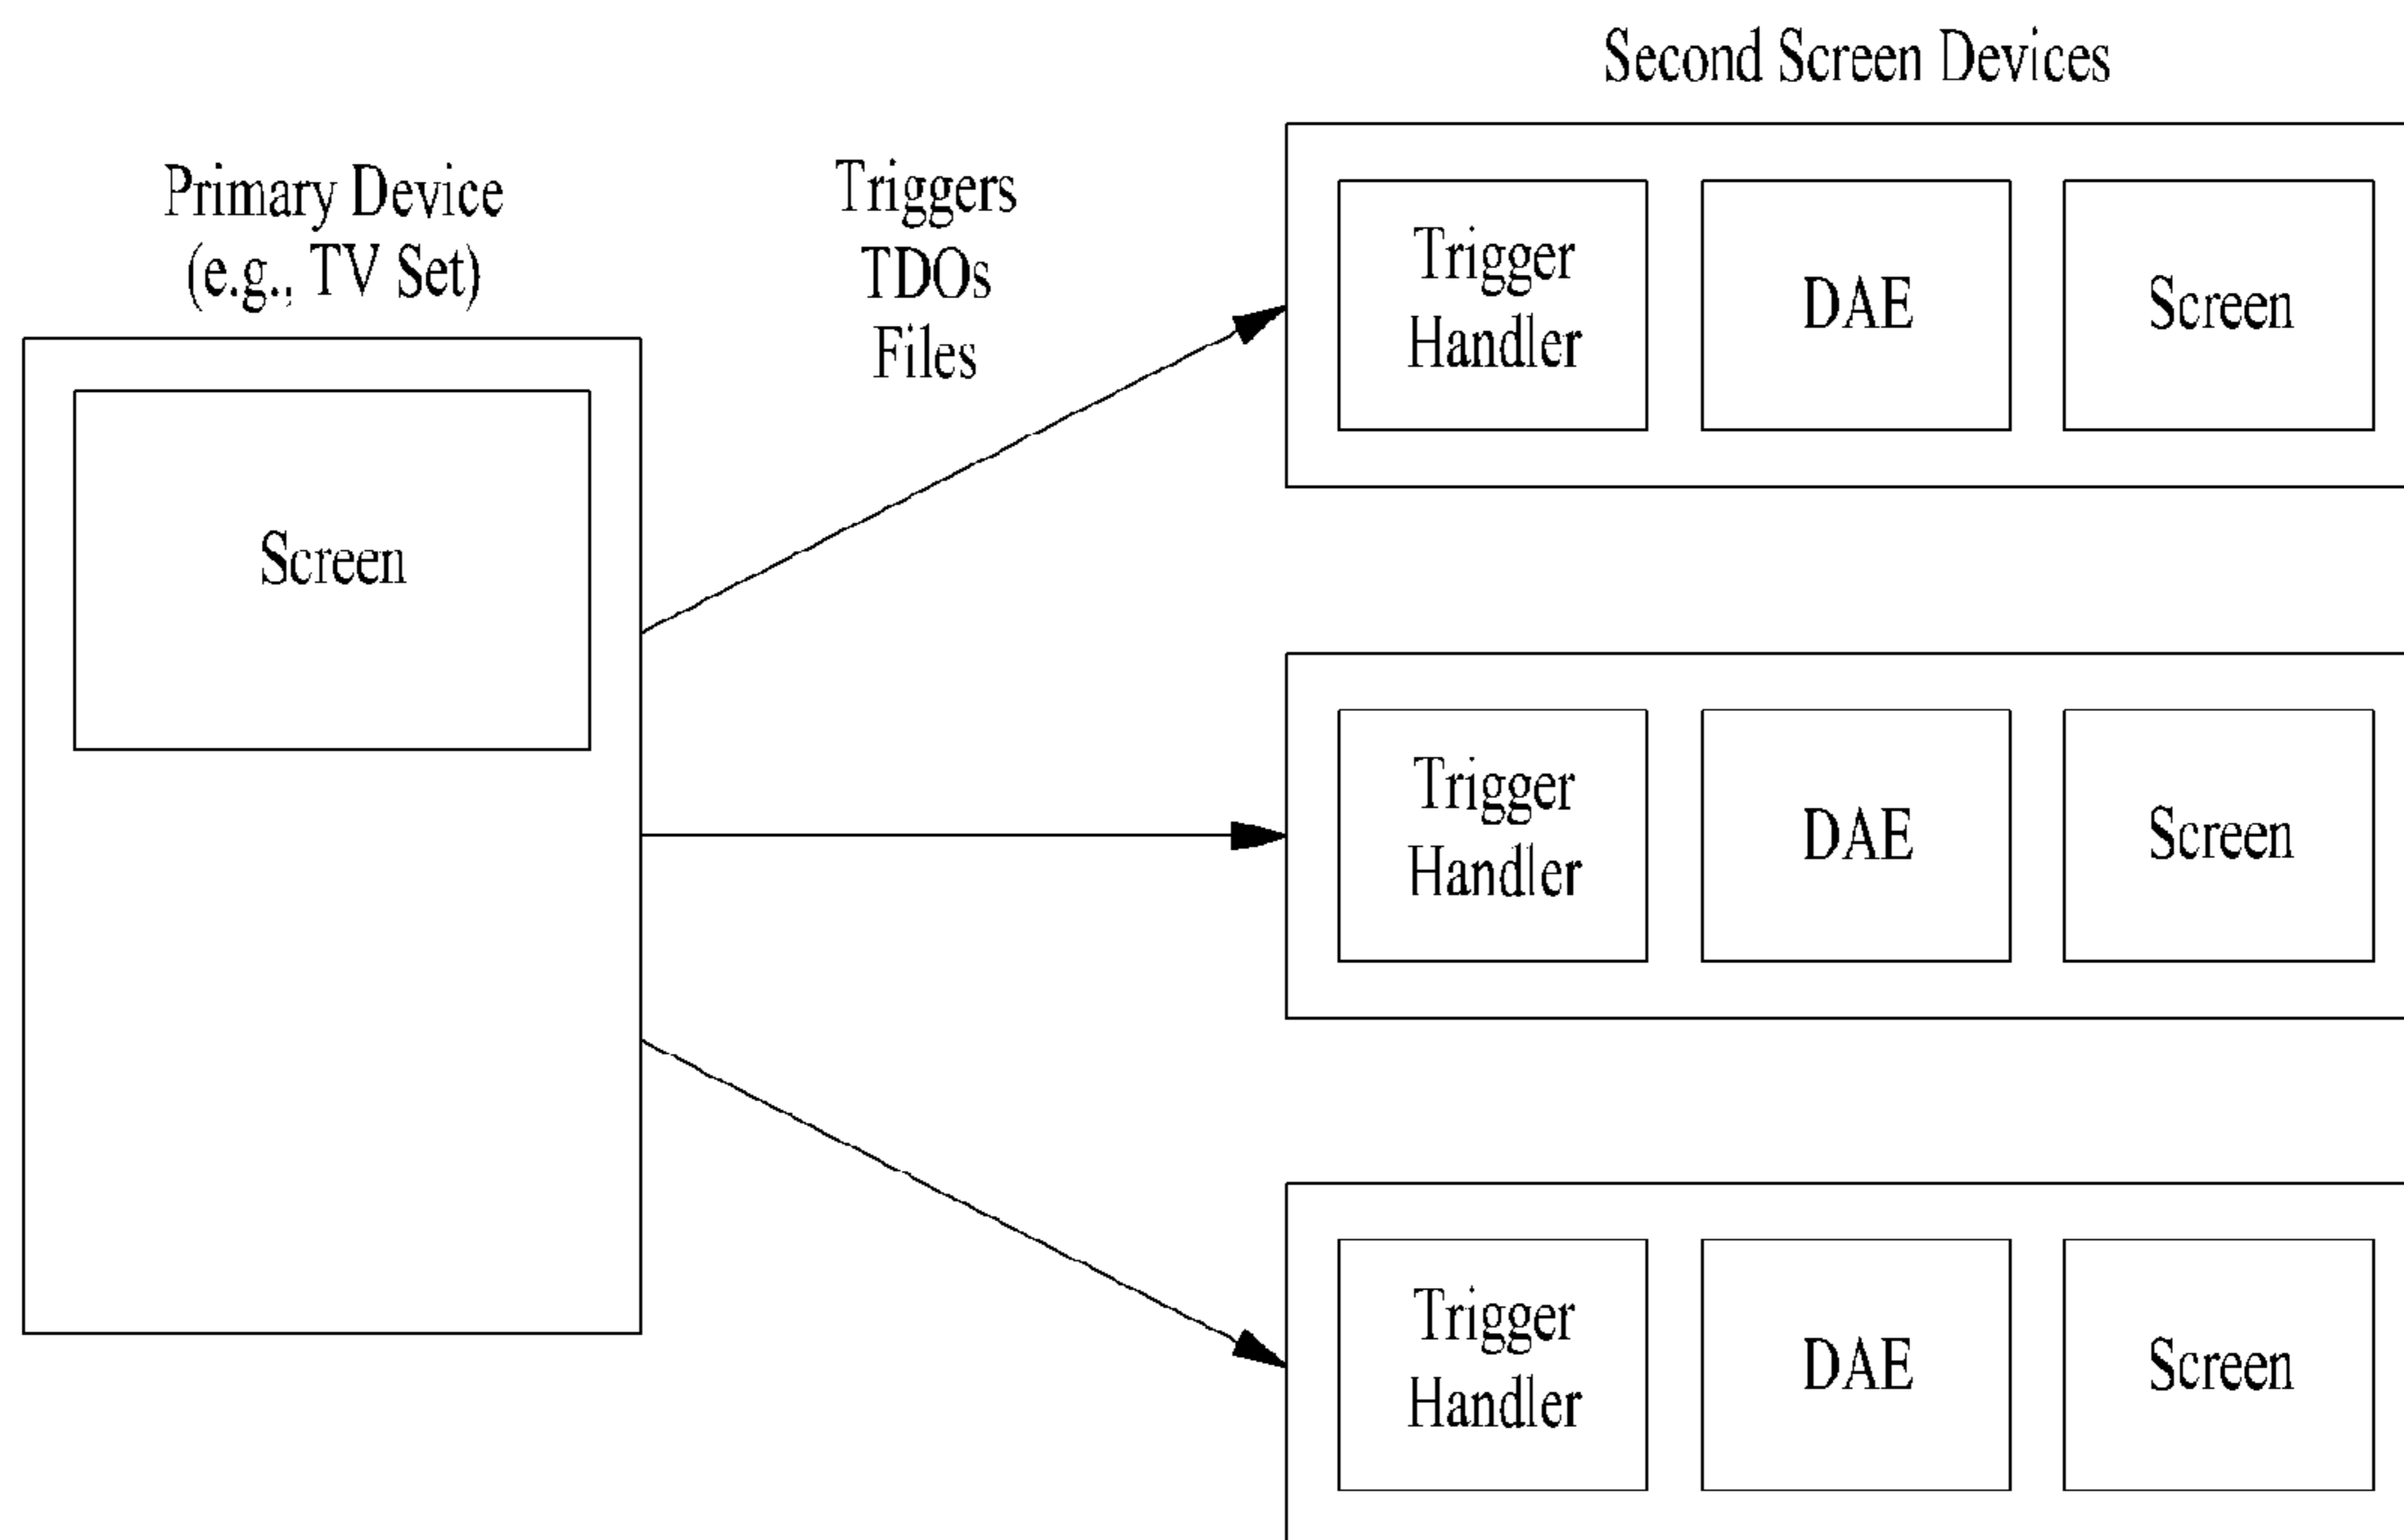 Second Screen Devices
Primary Device
(e.g., TV Set)
Triggers
TDOs
Files
Screen
Trigger
Handler
DAE
Screen
Trigger
Handler
DAE
Screen
Trigger
Handler
DAE
Screen